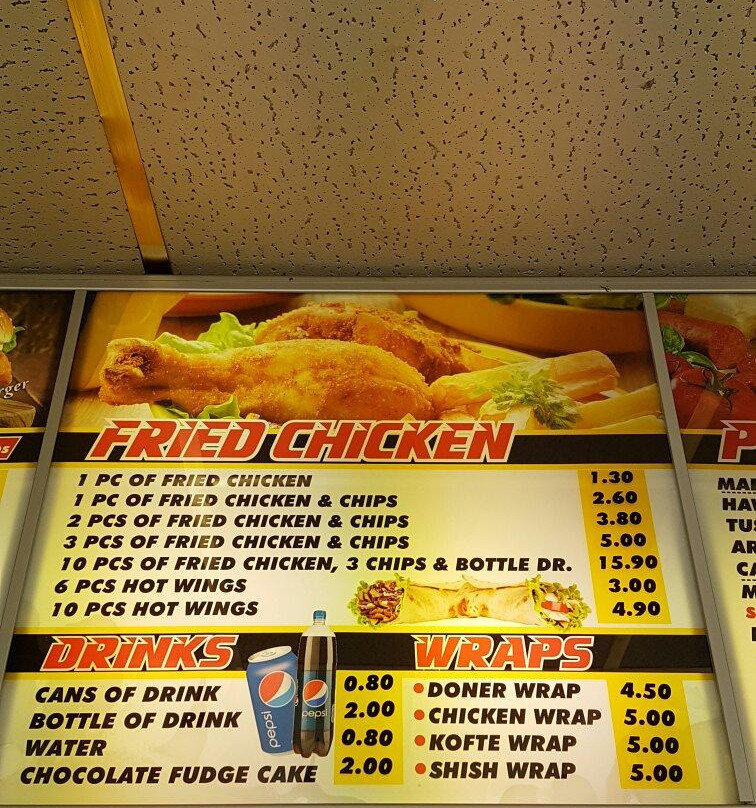 FRIED CHICKEN
1 PC OF FRIED CHICKEN 1.30
1 PC OF FRIED CHICKEN & CHIPS 2.60
2 PCS OF FRIED CHICKEN & CHIPS 3.80
3 PCS OF FRIED CHICKEN & CHIPS 5.00
10 PCS OF FRIED CHICKEN, 3 CHIPS & BOTTLE DR. 15.90
6 PCS HOT WINGS 3.00
10 PCS HOT WINGS 4.90
DRINKS
pepsi
pepsi
CANS OF DRINK 0.80
BOTTLE OF DRINK 2.00
WATER 0.80
CHOCOLATE FUDGE CAKE 2.00
WRAPS
DONER WRAP 4.50
CHICKEN WRAP 5.00
KOFTE WRAP 5.00
SHISH WRAP 5.00